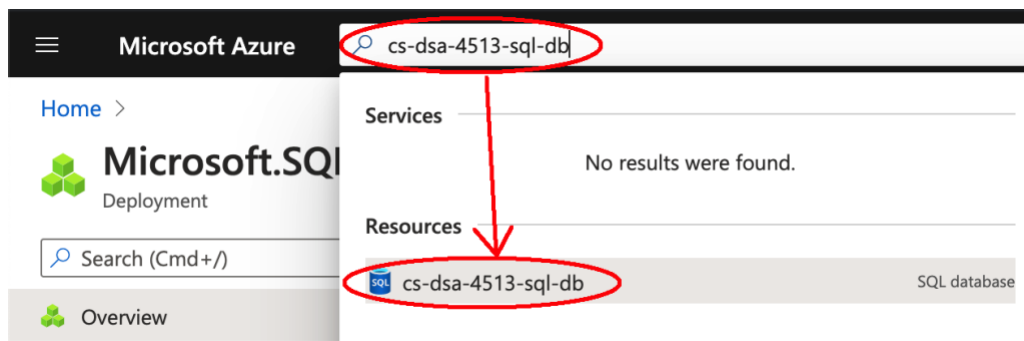 Microsoft Azure
cs-dsa-4513-sql-db
Home >
Microsoft.SQL
Deployment
Search (Cmd+/)
Overview
Services
No results were found.
Resources
SQL cs-dsa-4513-sql-db SQL database